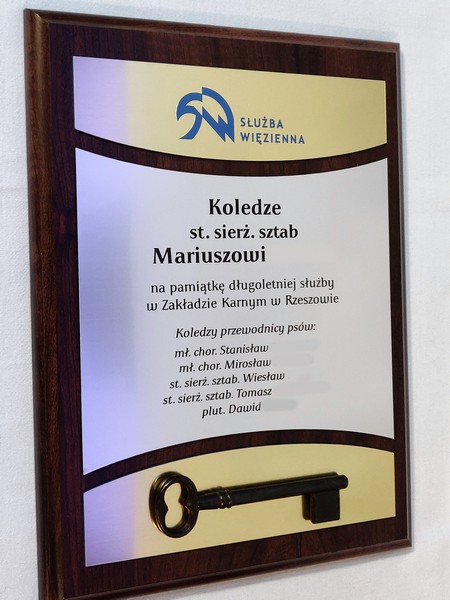 SŁUŻBA
WIĘZIENNA
Koledze
st. sierż. sztab
Mariuszowi
na pamiątkę długoletniej służby
w Zakładzie Karnym w Rzeszowie
Koledzy przewodnicy psów:
mł. chor. Stanisław
mł. chor. Mirosław
st. sierż. sztab. Wiesław
st. sierż. sztab. Tomasz
plut. Dawid